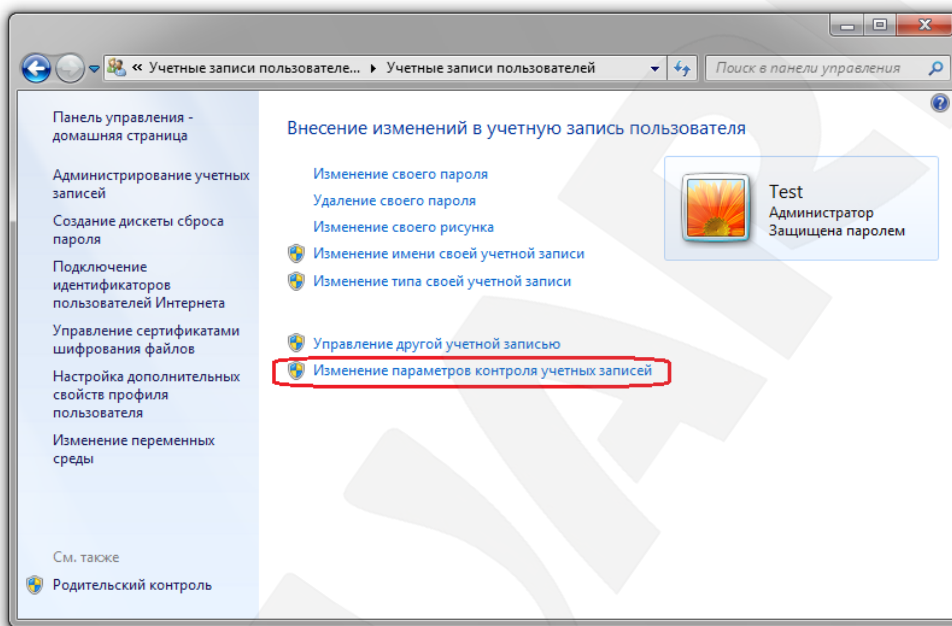 « Учетные записи пользователе... ▸ Учетные записи пользователей
Поиск в панели управления
Панель управления -
домашняя страница
Администрирование учетных
записей
Создание дискеты сброса
пароля
Подключение
идентификаторов
пользователей Интернета
Управление сертификатами
шифрования файлов
Настройка дополнительных
свойств профиля
пользователя
Изменение переменных
среды
См. также
Родительский контроль
Внесение изменений в учетную запись пользователя
Изменение своего пароля
Удаление своего пароля
Изменение своего рисунка
Изменение имени своей учетной записи
Изменение типа своей учетной записи
Управление другой учетной записью
Изменение параметров контроля учетных записей
Test
Администратор
Защищена паролем